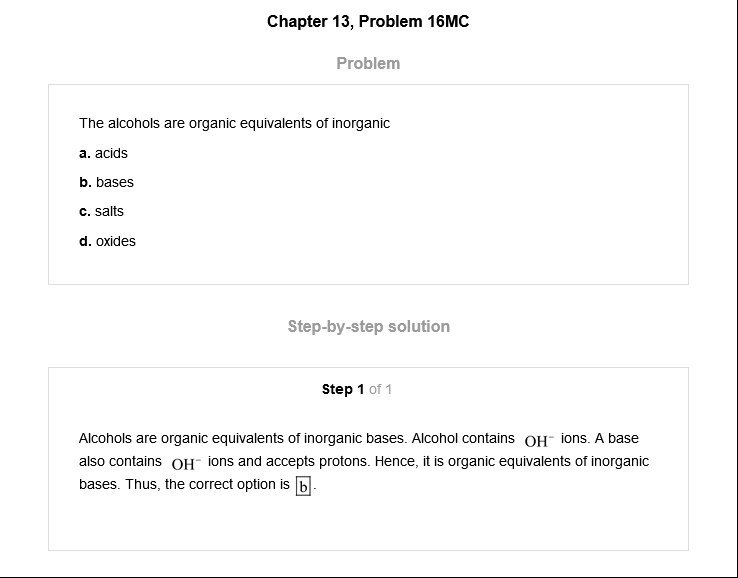 Chapter 13, Problem 16MC
Problem
The alcohols are organic equivalents of inorganic
a. acids
b. bases
c. salts
d. oxides
Step-by-step solution
Step 1 of 1
Alcohols are organic equivalents of inorganic bases. Alcohol contains OH⁻ ions. A base
also contains OH⁻ ions and accepts protons. Hence, it is organic equivalents of inorganic
bases. Thus, the correct option is b.